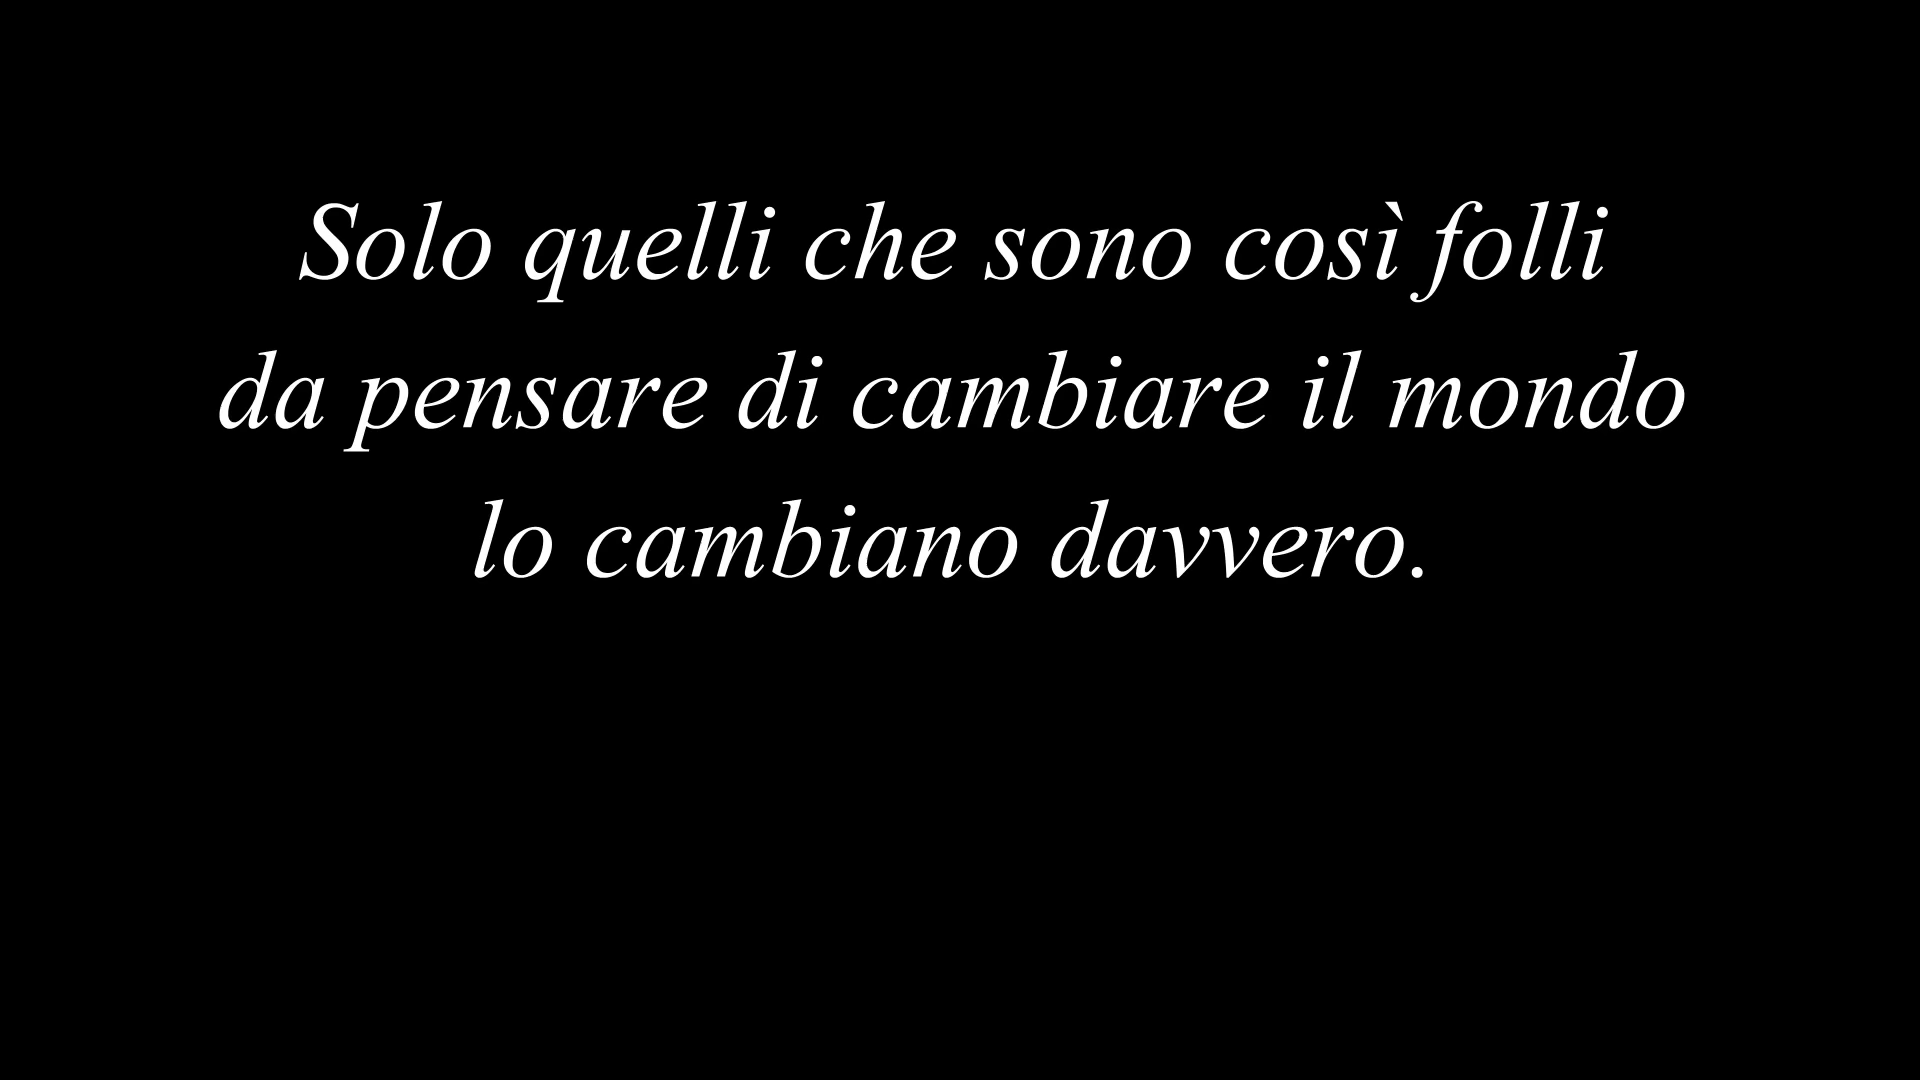 Solo quelli che sono così folli
da pensare di cambiare il mondo
lo cambiano davvero.